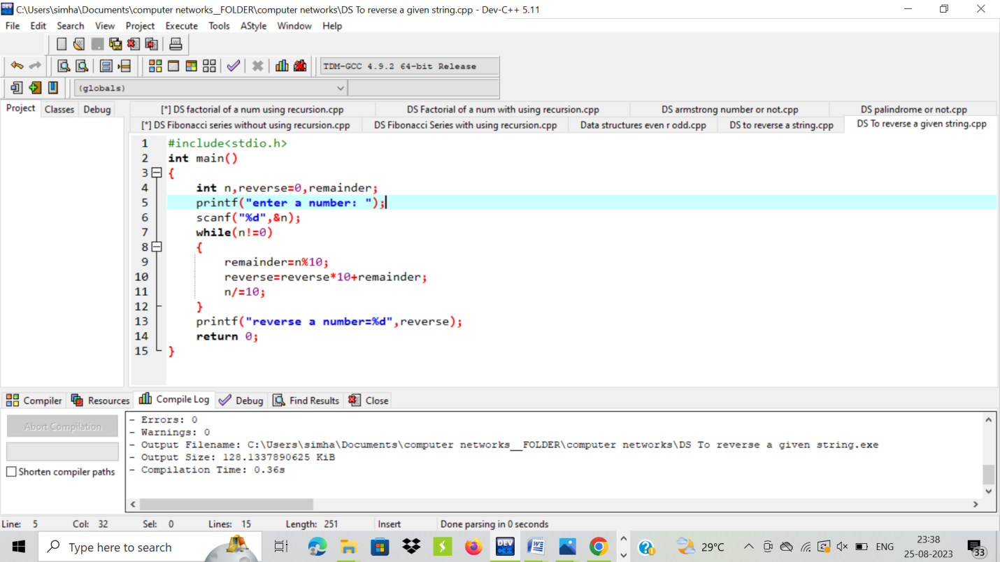 C:\Users\simha\Documents\computer networks__FOLDER\computer networks\DS To reverse a given string.cpp - Dev-C++ 5.11
File Edit Search View Project Execute Tools AStyle Window Help
TDM-GCC 4.9.2 64-bit Release
(globals)
Project Classes Debug
[*] DS factorial of a num using recursion.cpp DS Factorial of a num with using recursion.cpp DS armstrong number or not.cpp DS palindrome or not.cpp
[*] DS Fibonacci series without using recursion.cpp DS Fibonacci Series with using recursion.cpp Data structures even r odd.cpp DS to reverse a string.cpp DS To reverse a given string.cpp
1 #include<stdio.h>
2 int main()
3 {
4 int n,reverse=0,remainder;
5 printf("enter a number: ");
6 scanf("%d",&n);
7 while(n!=0)
8 {
9 remainder=n%10;
10 reverse=reverse*10+remainder;
11 n/=10;
12 }
13 printf("reverse a number=%d",reverse);
14 return 0;
15 }
Compiler Resources Compile Log Debug Find Results Close
Abort Compilation
Shorten compiler paths
- Errors: 0
- Warnings: 0
- Output Filename: C:\Users\simha\Documents\computer networks__FOLDER\computer networks\DS To reverse a given string.exe
- Output Size: 128.1337890625 KiB
- Compilation Time: 0.36s
Line: 5 Col: 32 Sel: 0 Lines: 15 Length: 251 Insert Done parsing in 0 seconds
Type here to search
DEV C++
29°C
ENG
23:38
25-08-2023
33